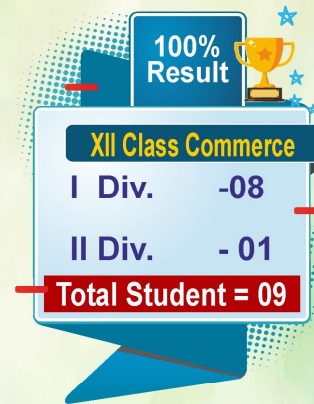 100%
Result
XII Class Commerce
I Div. -08
II Div. - 01
Total Student = 09